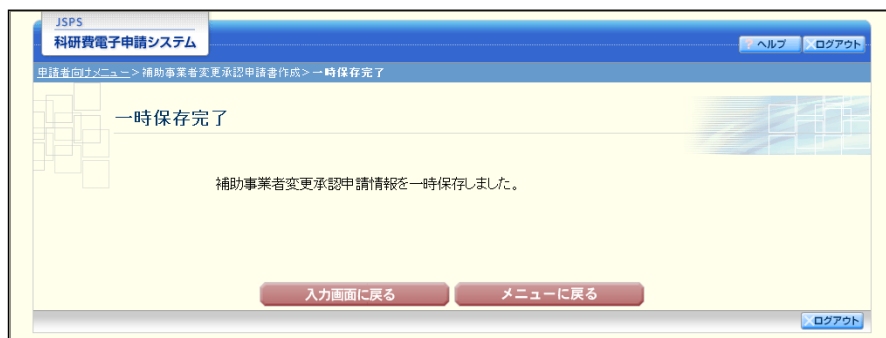 JSPS
科研費電子申請システム
? ヘルプ ×ログアウト
申請者向けメニュー>補助事業者変更承認申請書作成>一時保存完了
一時保存完了
補助事業者変更承認申請情報を一時保存しました。
入力画面に戻る メニューに戻る
×ログアウト